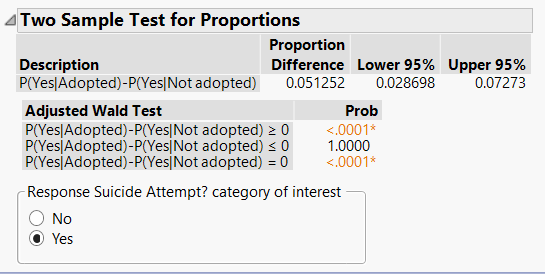 Two Sample Test for Proportions
Proportion
Description Difference Lower 95% Upper 95%
P(Yes|Adopted)-P(Yes|Not adopted) 0.051252 0.028698 0.07273
Adjusted Wald Test Prob
P(Yes|Adopted)-P(Yes|Not adopted) ≥ 0 <.0001*
P(Yes|Adopted)-P(Yes|Not adopted) ≤ 0 1.0000
P(Yes|Adopted)-P(Yes|Not adopted) = 0 <.0001*
Response Suicide Attempt? category of interest
No
Yes